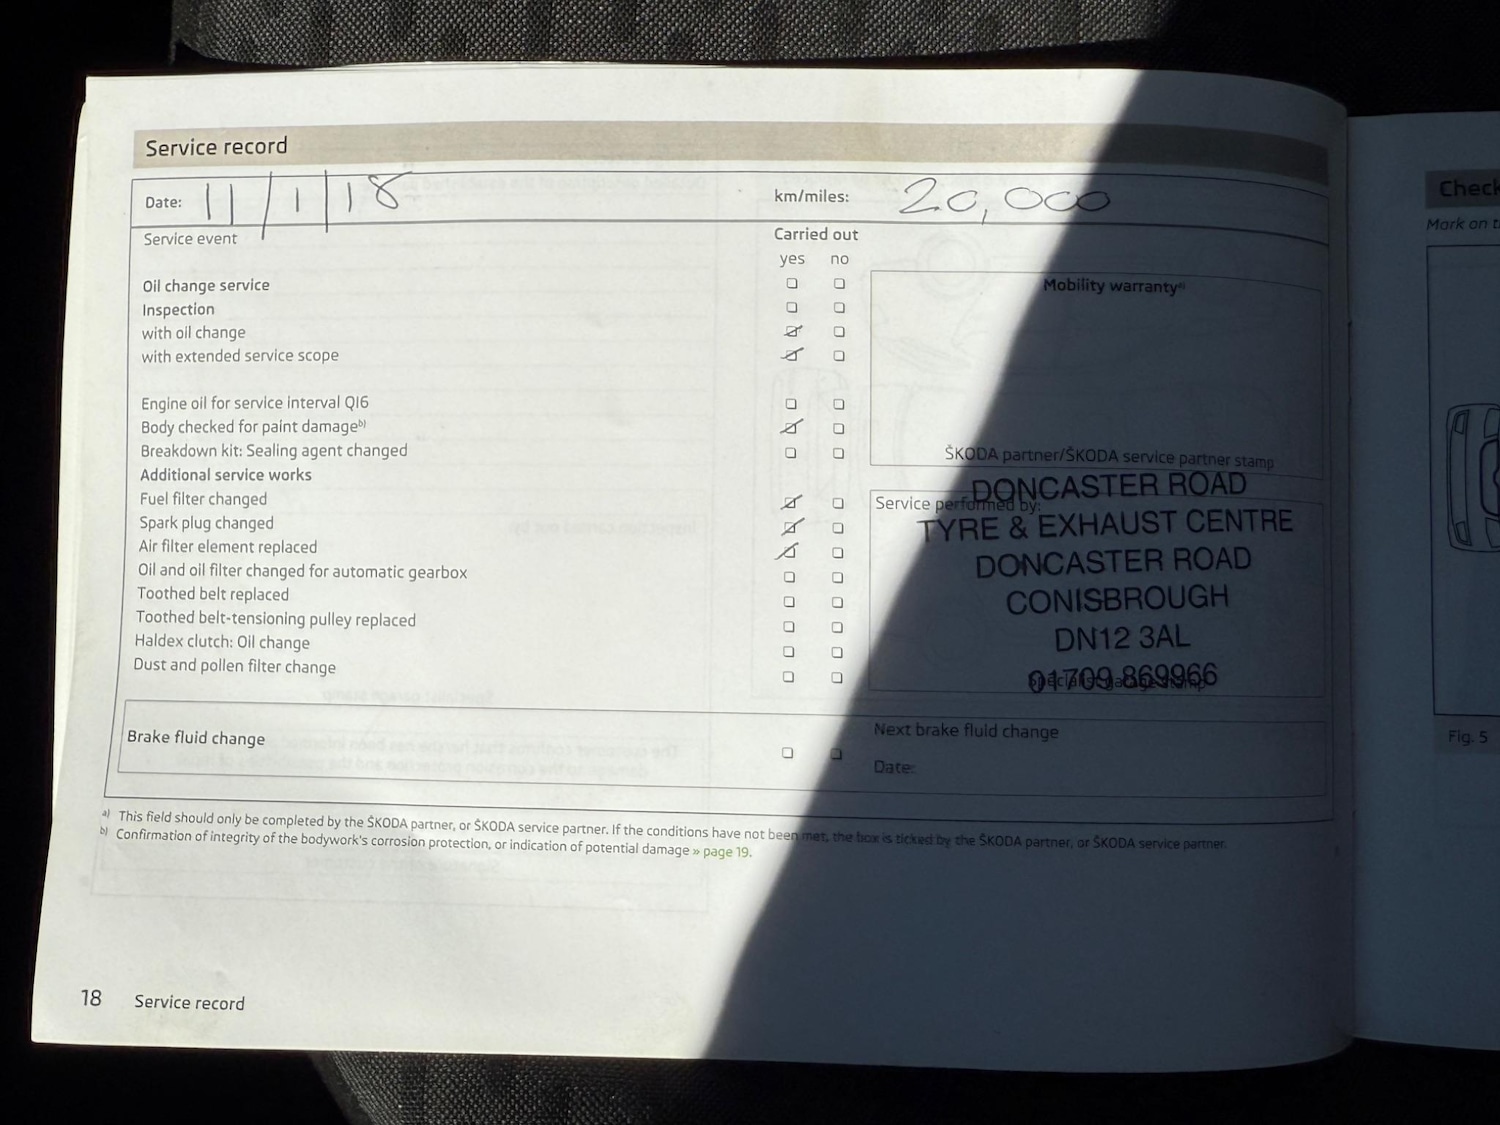 Service record
Date: 11/1/18 km/miles: 20,000
Service event Carried out
yes no
Oil change service
Mobility warrantyᵃ⁾
Inspection
with oil change
with extended service scope
Engine oil for service interval QI6
Body checked for paint damageᵇ⁾
Breakdown kit: Sealing agent changed
ŠKODA partner/ŠKODA service partner stamp
Additional service works
Fuel filter changed
Spark plug changed
Air filter element replaced
Oil and oil filter changed for automatic gearbox
Toothed belt replaced
Toothed belt-tensioning pulley replaced
Haldex clutch: Oil change
Dust and pollen filter change
Service performed by:
DONCASTER ROAD
TYRE & EXHAUST CENTRE
DONCASTER ROAD
CONISBROUGH
DN12 3AL
01709 869966
Specialist garage stamp
Brake fluid change
Next brake fluid change
Date:
a) This field should only be completed by the ŠKODA partner, or ŠKODA service partner. If the conditions have not been met, the box is ticked by the ŠKODA partner, or ŠKODA service partner.
b) Confirmation of integrity of the bodywork's corrosion protection, or indication of potential damage » page 19.
18 Service record
Check
Mark on t
Fig. 5